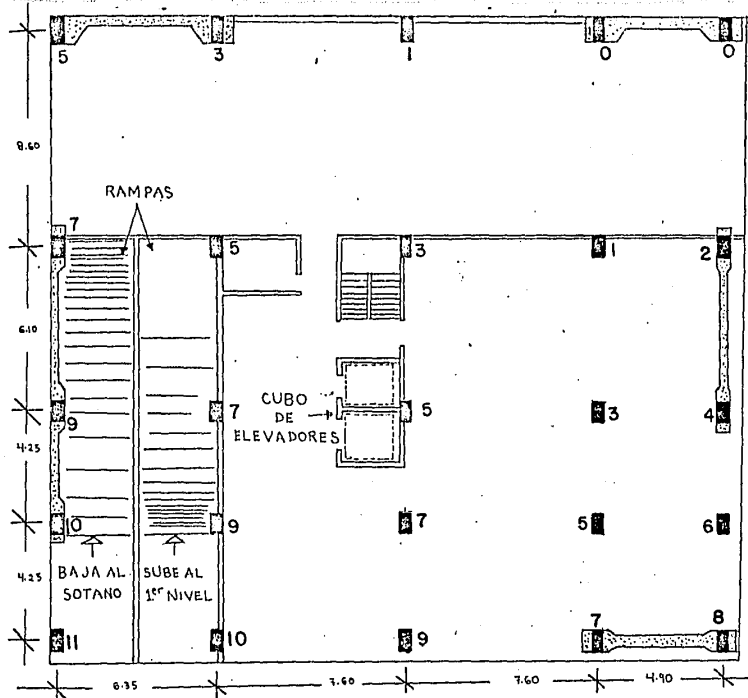 5 3 1 0 0
8.60
RAMPAS
7 5 3 1 2
6.10
CUBO
DE
ELEVADORES
9 7 5 3 4
4.25
10 9 7 5 6
BAJA AL
SOTANO
SUBE AL
1er NIVEL
4.25
11 10 9 7 8
6.35 7.60 7.60 4.90